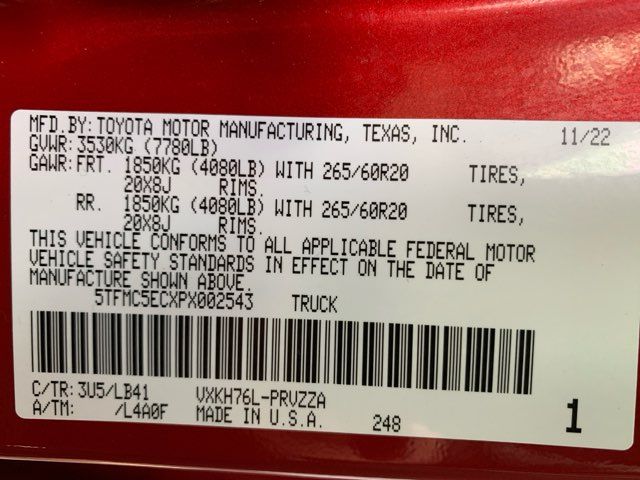 MFD.BY: TOYOTA MOTOR MANUFACTURING, TEXAS, INC. 11/22
GVWR: 3530KG (7780LB)
GAWR: FRT. 1850KG (4080LB) WITH 265/60R20 TIRES,
20X8J RIMS.
RR. 1850KG (4080LB) WITH 265/60R20 TIRES,
20X8J RIMS.
THIS VEHICLE CONFORMS TO ALL APPLICABLE FEDERAL MOTOR
VEHICLE SAFETY STANDARDS IN EFFECT ON THE DATE OF
MANUFACTURE SHOWN ABOVE.
5TFMC5ECXPX002543 TRUCK
C/TR: 3U5/LB41 VXKH76L-PRVZZA
A/TM: /L4A0F MADE IN U.S.A. 248 1